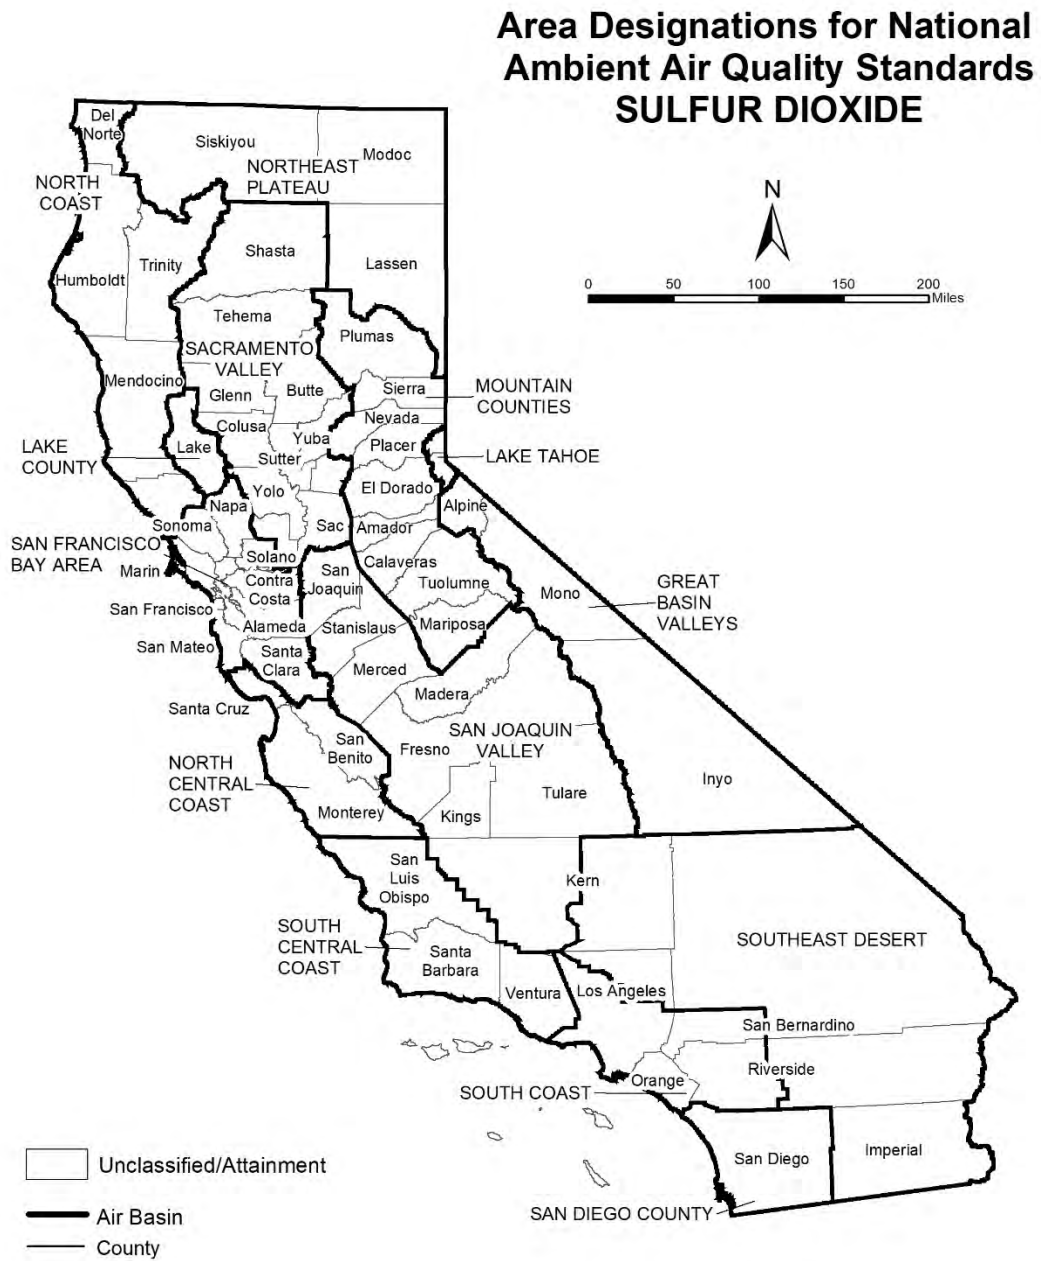 Area Designations for National
Ambient Air Quality Standards
SULFUR DIOXIDE
N
0 50 100 150 200
Miles
Del
Norte
Siskiyou
Modoc
NORTHEAST
PLATEAU
NORTH
COAST
Shasta
Trinity
Lassen
Humboldt
Tehema
Plumas
SACRAMENTO
VALLEY
Mendocino
Glenn
Butte
Sierra
MOUNTAIN
COUNTIES
Colusa
Nevada
Yuba
Placer
LAKE
COUNTY
Lake
Sutter
LAKE TAHOE
Yolo
El Dorado
Napa
Alpine
Sonoma
Sac
Amador
SAN FRANCISCO
BAY AREA
Solano
Calaveras
Marin
Contra
Costa
San
Joaquin
Tuolumne
Mono
GREAT
BASIN
VALLEYS
San Francisco
Alameda
Stanislaus
Mariposa
San Mateo
Santa
Clara
Merced
Madera
Santa Cruz
San
Benito
Fresno
SAN JOAQUIN
VALLEY
NORTH
CENTRAL
COAST
Inyo
Tulare
Monterey
Kings
San
Luis
Obispo
Kern
SOUTH
CENTRAL
COAST
SOUTHEAST DESERT
Santa
Barbara
Ventura
Los Angeles
San Bernardino
Riverside
Orange
SOUTH COAST
San Diego
Imperial
SAN DIEGO COUNTY
Unclassified/Attainment
Air Basin
County